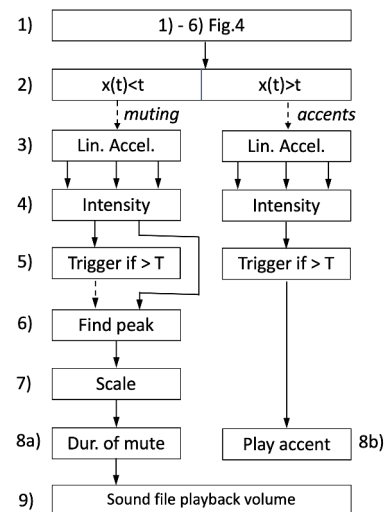 1) 1) - 6) Fig.4
2) x(t)<t x(t)>t
muting accents
3) Lin. Accel. Lin. Accel.
4) Intensity Intensity
5) Trigger if > T Trigger if > T
6) Find peak
7) Scale
8a) Dur. of mute Play accent 8b)
9) Sound file playback volume